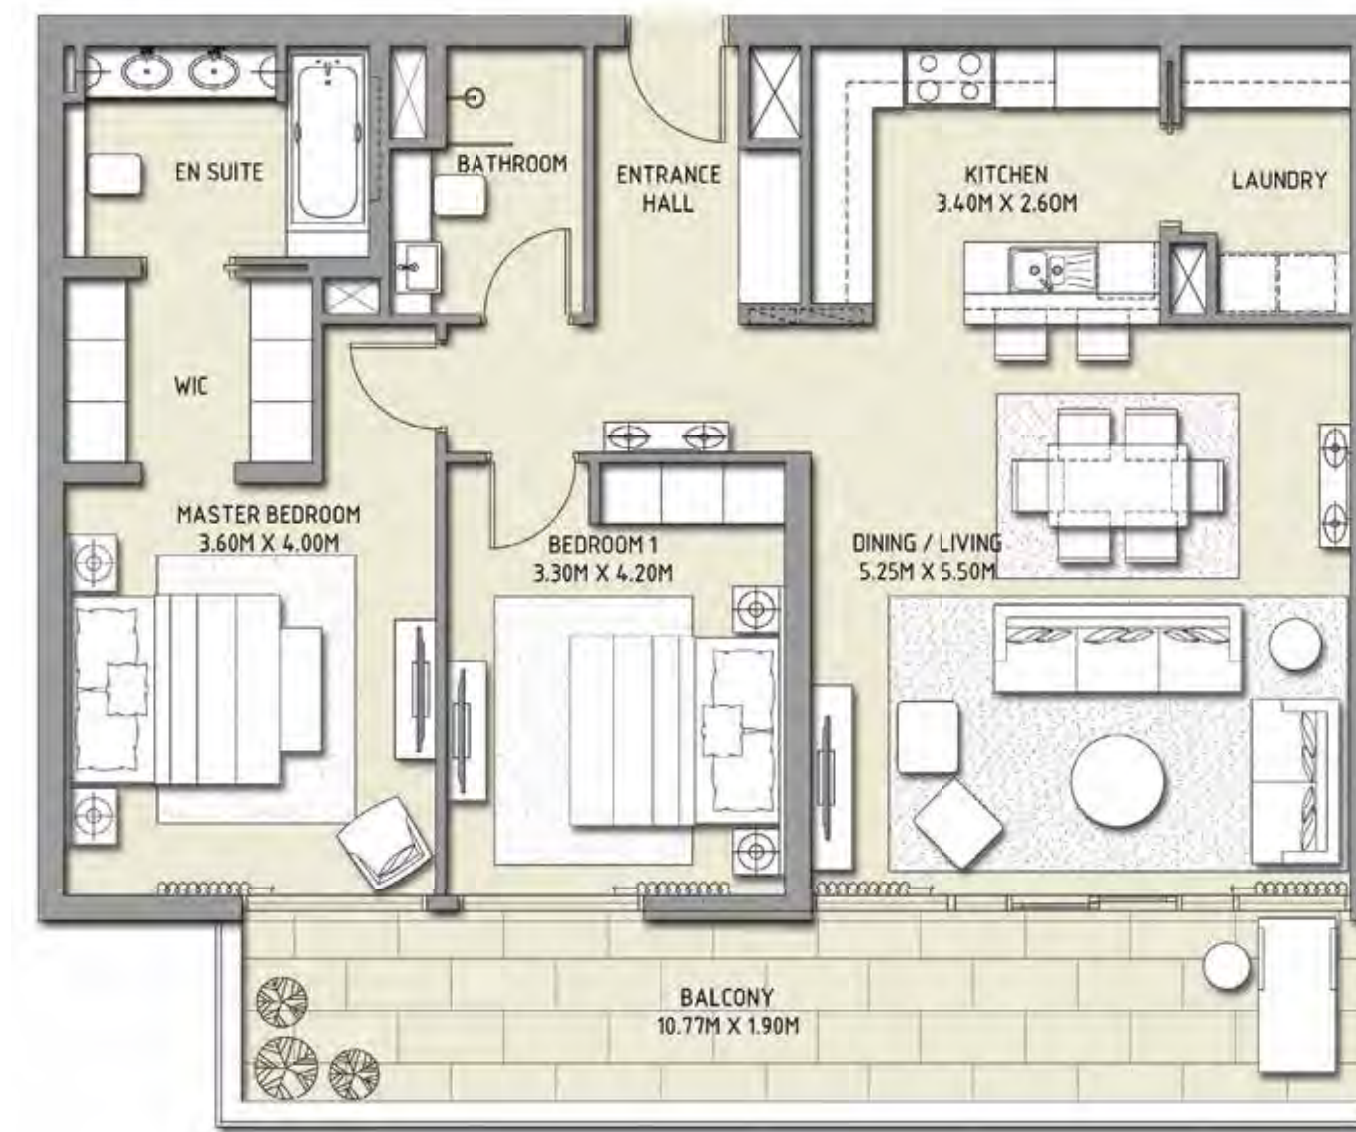 EN SUITE
BATHROOM
ENTRANCE
HALL
KITCHEN
3.40M X 2.60M
LAUNDRY
WIC
MASTER BEDROOM
3.60M X 4.00M
BEDROOM 1
3.30M X 4.20M
DINING / LIVING
5.25M X 5.50M
BALCONY
10.77M X 1.90M